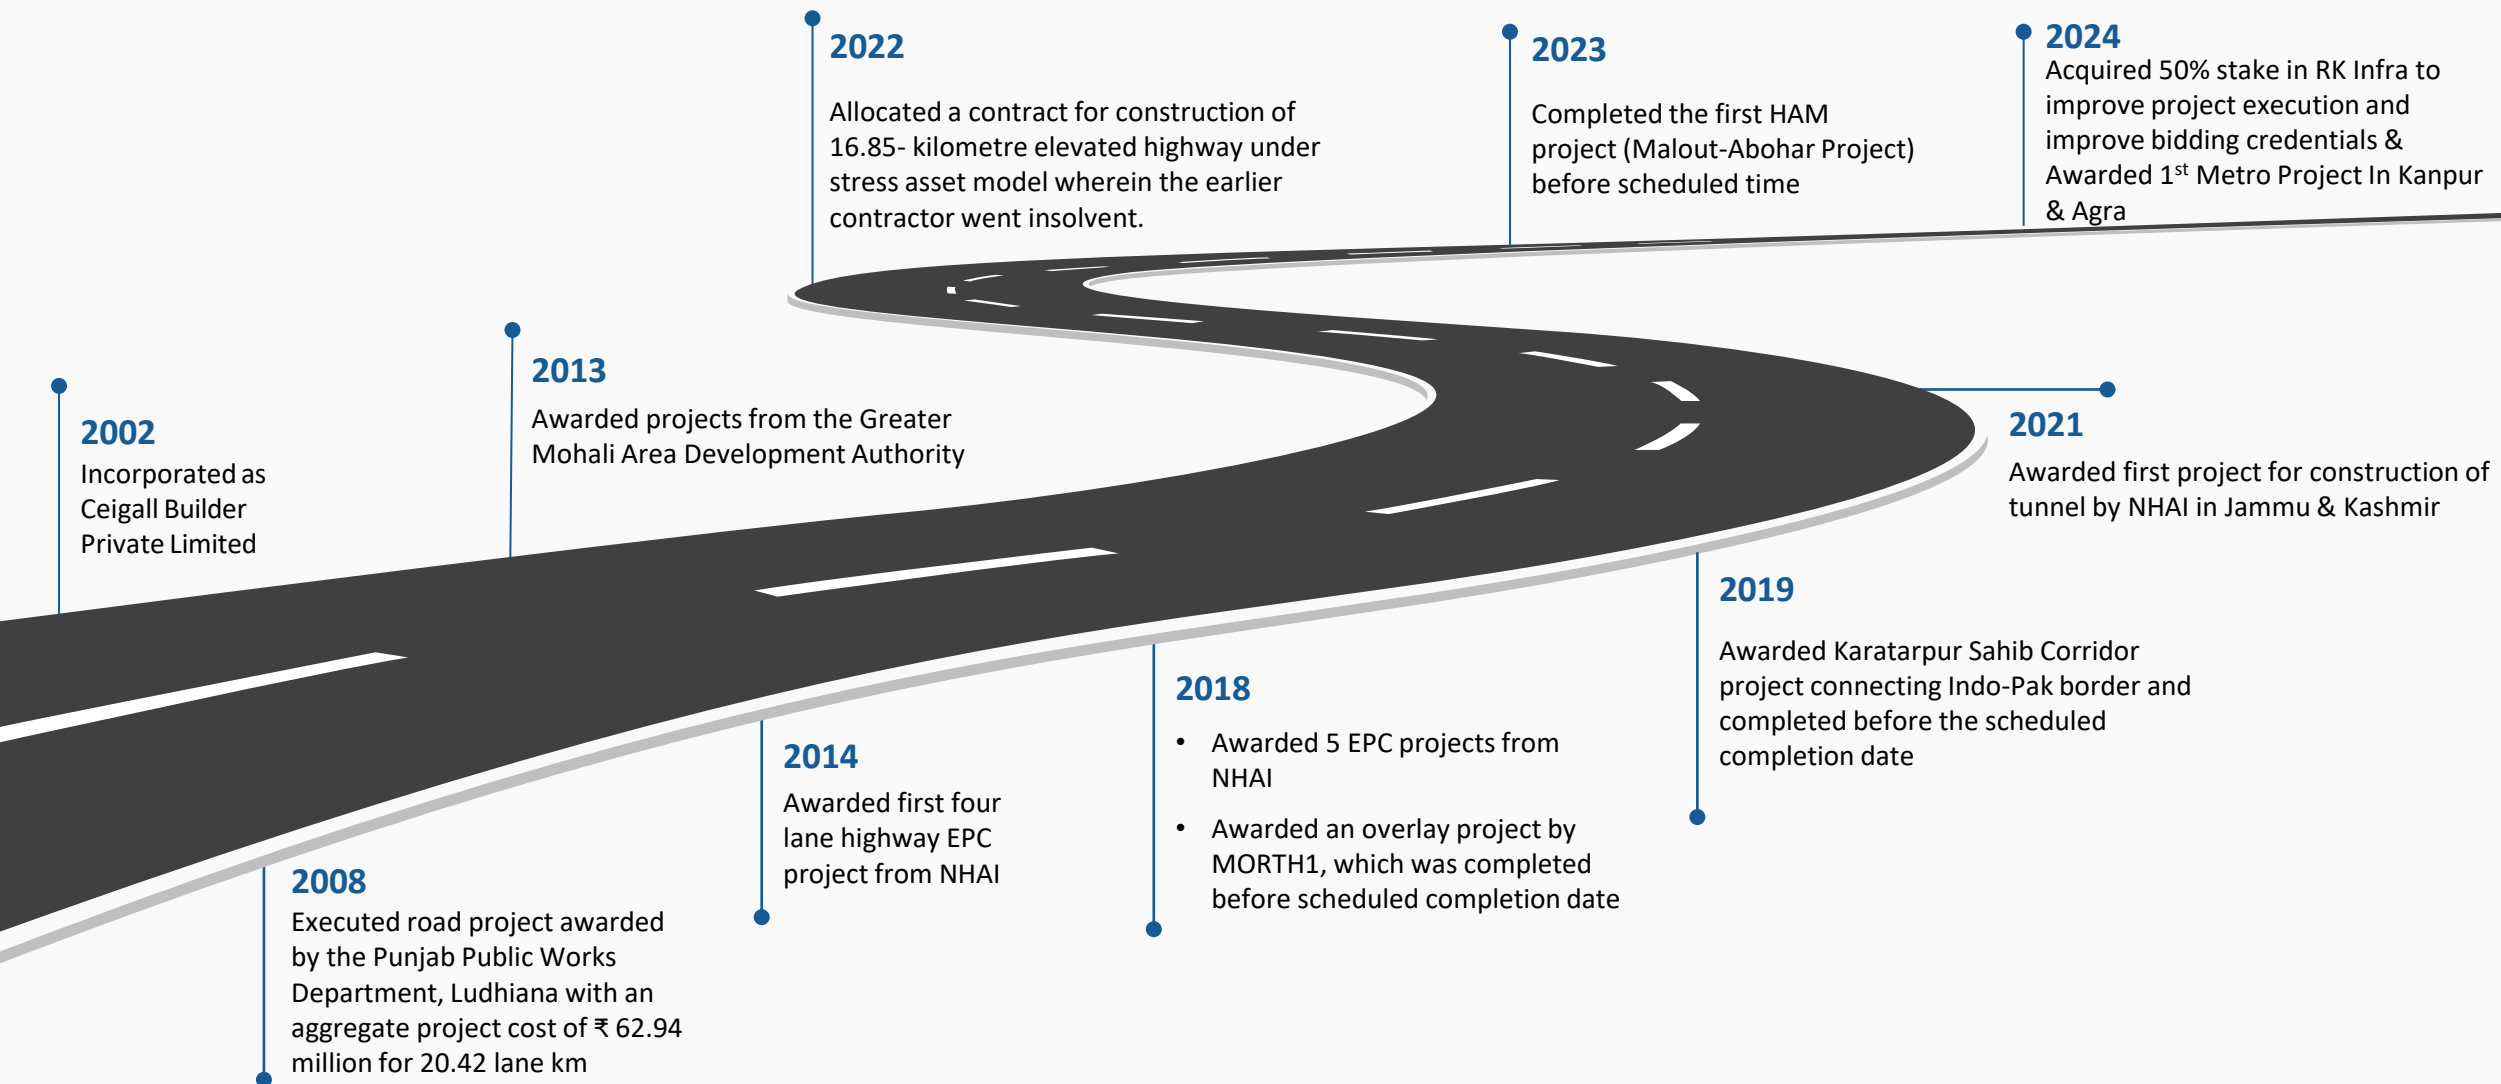 2022
Allocated a contract for construction of
16.85- kilometre elevated highway under
stress asset model wherein the earlier
contractor went insolvent.
2023
Completed the first HAM
project (Malout-Abohar Project)
before scheduled time
2024
Acquired 50% stake in RK Infra to
improve project execution and
improve bidding credentials &
Awarded 1st Metro Project In Kanpur
& Agra
2002
Incorporated as
Ceigall Builder
Private Limited
2013
Awarded projects from the Greater
Mohali Area Development Authority
2021
Awarded first project for construction of
tunnel by NHAI in Jammu & Kashmir
2008
Executed road project awarded
by the Punjab Public Works
Department, Ludhiana with an
aggregate project cost of ₹ 62.94
million for 20.42 lane km
2014
Awarded first four
lane highway EPC
project from NHAI
2018
• Awarded 5 EPC projects from
NHAI
• Awarded an overlay project by
MORTH1, which was completed
before scheduled completion date
2019
Awarded Karatarpur Sahib Corridor
project connecting Indo-Pak border and
completed before the scheduled
completion date